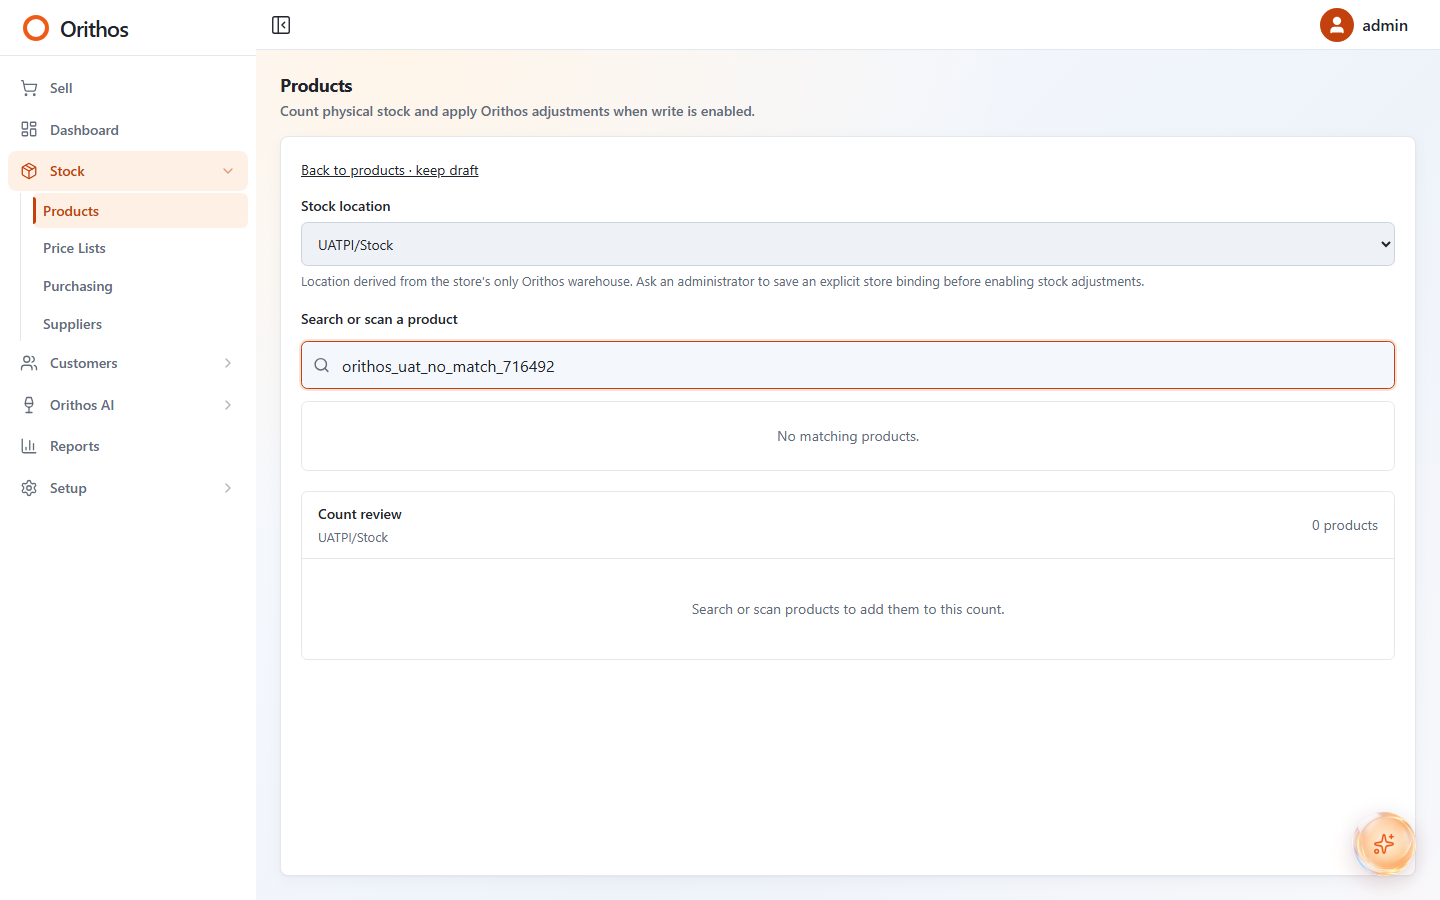 Orithos
admin
Sell
Dashboard
Stock
Products
Price Lists
Purchasing
Suppliers
Customers
Orithos AI
Reports
Setup
Products
Count physical stock and apply Orithos adjustments when write is enabled.
Back to products · keep draft
Stock location
UATPI/Stock
Location derived from the store's only Orithos warehouse. Ask an administrator to save an explicit store binding before enabling stock adjustments.
Search or scan a product
orithos_uat_no_match_716492
No matching products.
Count review
UATPI/Stock
0 products
Search or scan products to add them to this count.